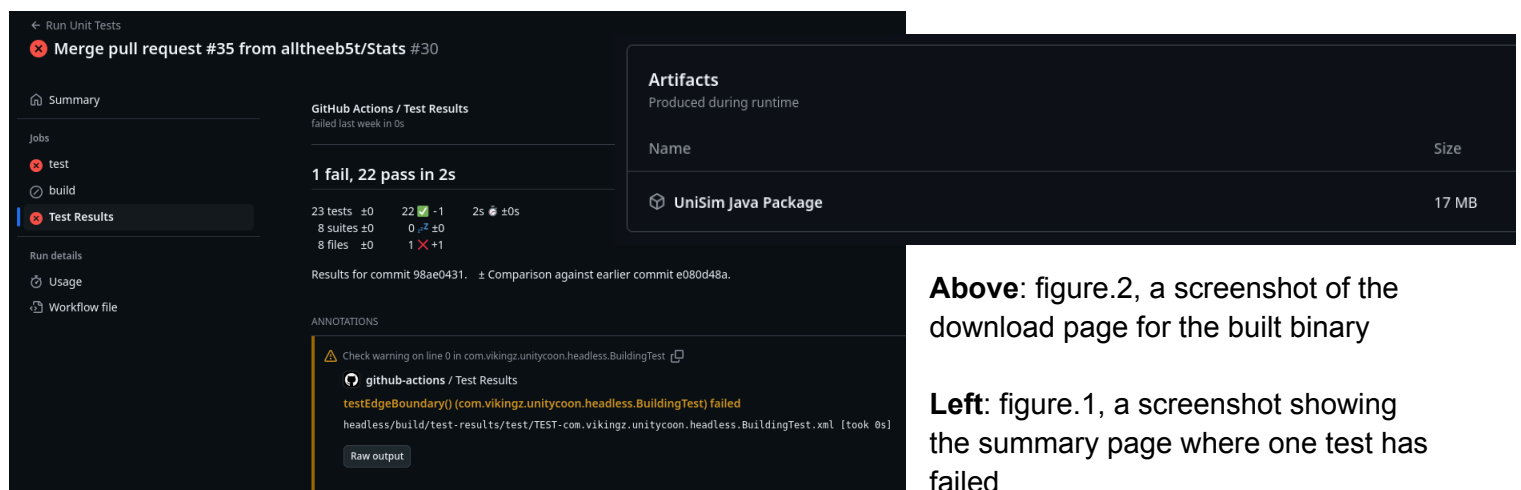 ← Run Unit Tests
Merge pull request #35 from alltheeb5t/Stats #30
Summary
Jobs
test
build
Test Results
Run details
Usage
Workflow file
GitHub Actions / Test Results
failed last week in 0s
1 fail, 22 pass in 2s
23 tests ±0 22 ✅ -1 2s ⏱ ±0s
8 suites ±0 0 💤 ±0
8 files ±0 1 ❌ +1
Results for commit 98ae0431. ± Comparison against earlier commit e080d48a.
ANNOTATIONS
Check warning on line 0 in com.vikingz.unitycoon.headless.BuildingTest
github-actions / Test Results
testEdgeBoundary() (com.vikingz.unitycoon.headless.BuildingTest) failed
headless/build/test-results/test/TEST-com.vikingz.unitycoon.headless.BuildingTest.xml [took 0s]
Raw output
Artifacts
Produced during runtime
Name Size
UniSim Java Package 17 MB
Above: figure.2, a screenshot of the
download page for the built binary
Left: figure.1, a screenshot showing
the summary page where one test has
failed